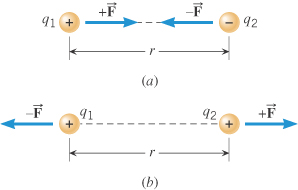 q₁ + +F⃗ −F⃗ − q₂
r
(a)
−F⃗ + q₁ q₂ + +F⃗
r
(b)